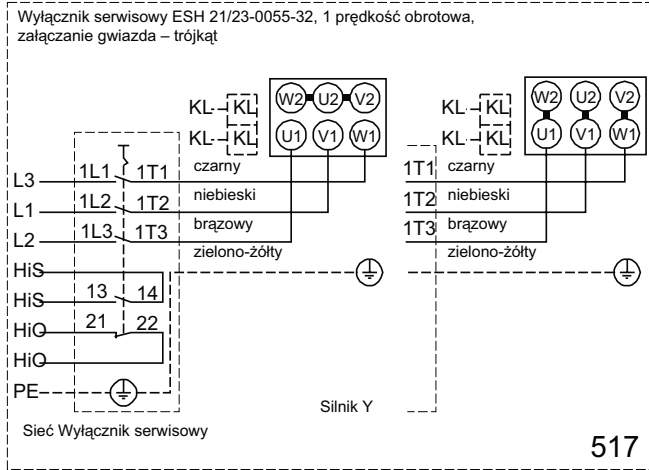 Wyłącznik serwisowy ESH 21/23-0055-32, 1 prędkość obrotowa,
załączanie gwiazda – trójkąt
KL KL W2 U2 V2
KL KL U1 V1 W1
KL KL W2 U2 V2
KL KL U1 V1 W1
L3 1L1 1T1 czarny
L1 1L2 1T2 niebieski
L2 1L3 1T3 brązowy
zielono-żółty
1T1 czarny
1T2 niebieski
1T3 brązowy
zielono-żółty
HiS
HiS 13 14
HiO 21 22
HiO
PE
Silnik Y
Sieć Wyłącznik serwisowy
517